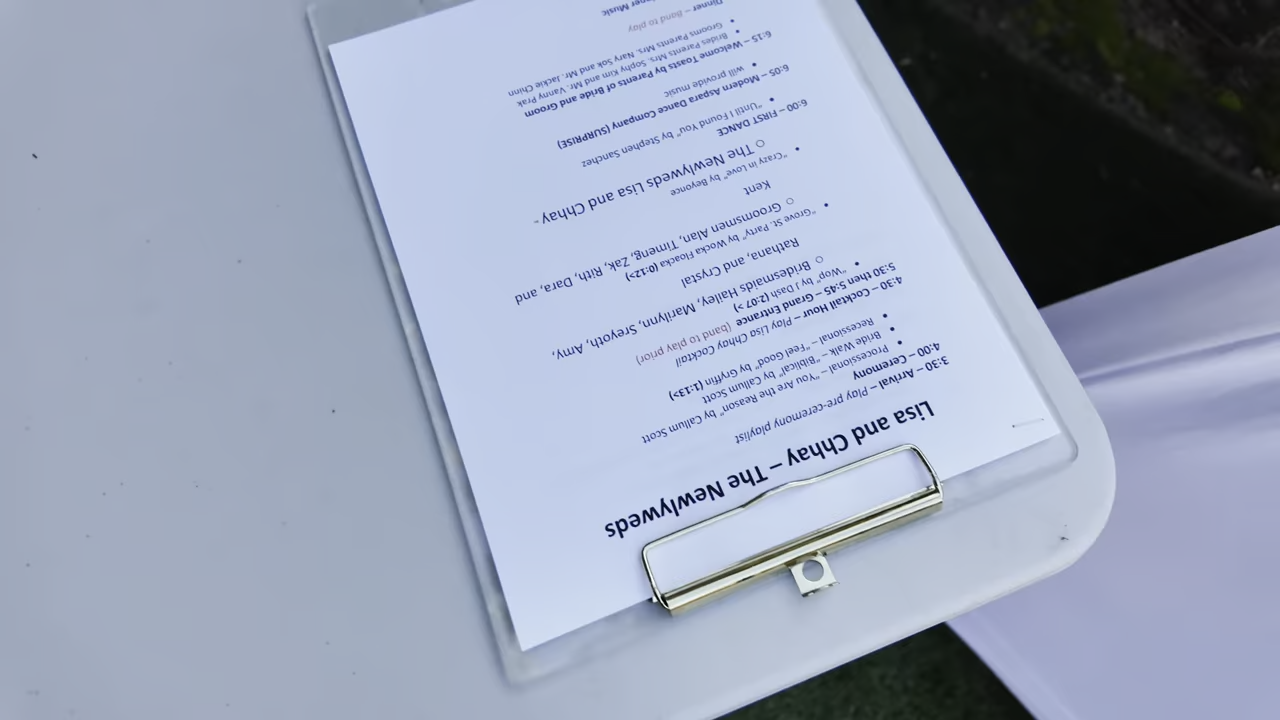 Lisa and Chhay – The Newlyweds
3:30 – Arrival – Play pre-ceremony playlist
4:00 – Ceremony
• Processional – "You Are the Reason" by Callum Scott
• Bride Walk – "Biblical" by Callum Scott
• Recessional – "Feel Good" by Gryffin (1:13>)
4:30 – Cocktail Hour – Play Lisa Chhay Cocktail
5:30 then 5:45 – Grand Entrance (band to play prior)
• "Wop" by J Dash (2:07>)
○ Bridesmaids Hailey, Marilynn, Sreyoth, Amy,
Rathana, and, Crystal
• "Grove St. Party" by Wocka Floacka (0:12>)
○ Groomsmen Alan, Timeng, Zak, Rith, Dara, and
Kent
• "Crazy in Love" by Beyonce
○ The Newlyweds Lisa and Chhay -
6:00 – FIRST DANCE
• "Until I Found You" by Stephen Sanchez
6:05 – Modern Aspara Dance Company (SURPRISE)
• will provide music
6:15 – Welcome Toasts by Parents of Bride and Groom
• Brides Parents Mrs. Sophy Kim and Mr. Vanny Prak
• Grooms Parents Mrs. Nary Sok and Mr. Jackie Chinn
Dinner – Band to play
Music